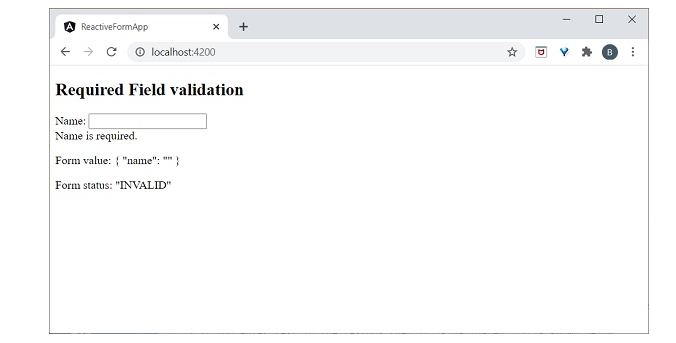 ReactiveFormApp
localhost:4200
B
Required Field validation
Name:
Name is required.
Form value: { "name": "" }
Form status: "INVALID"